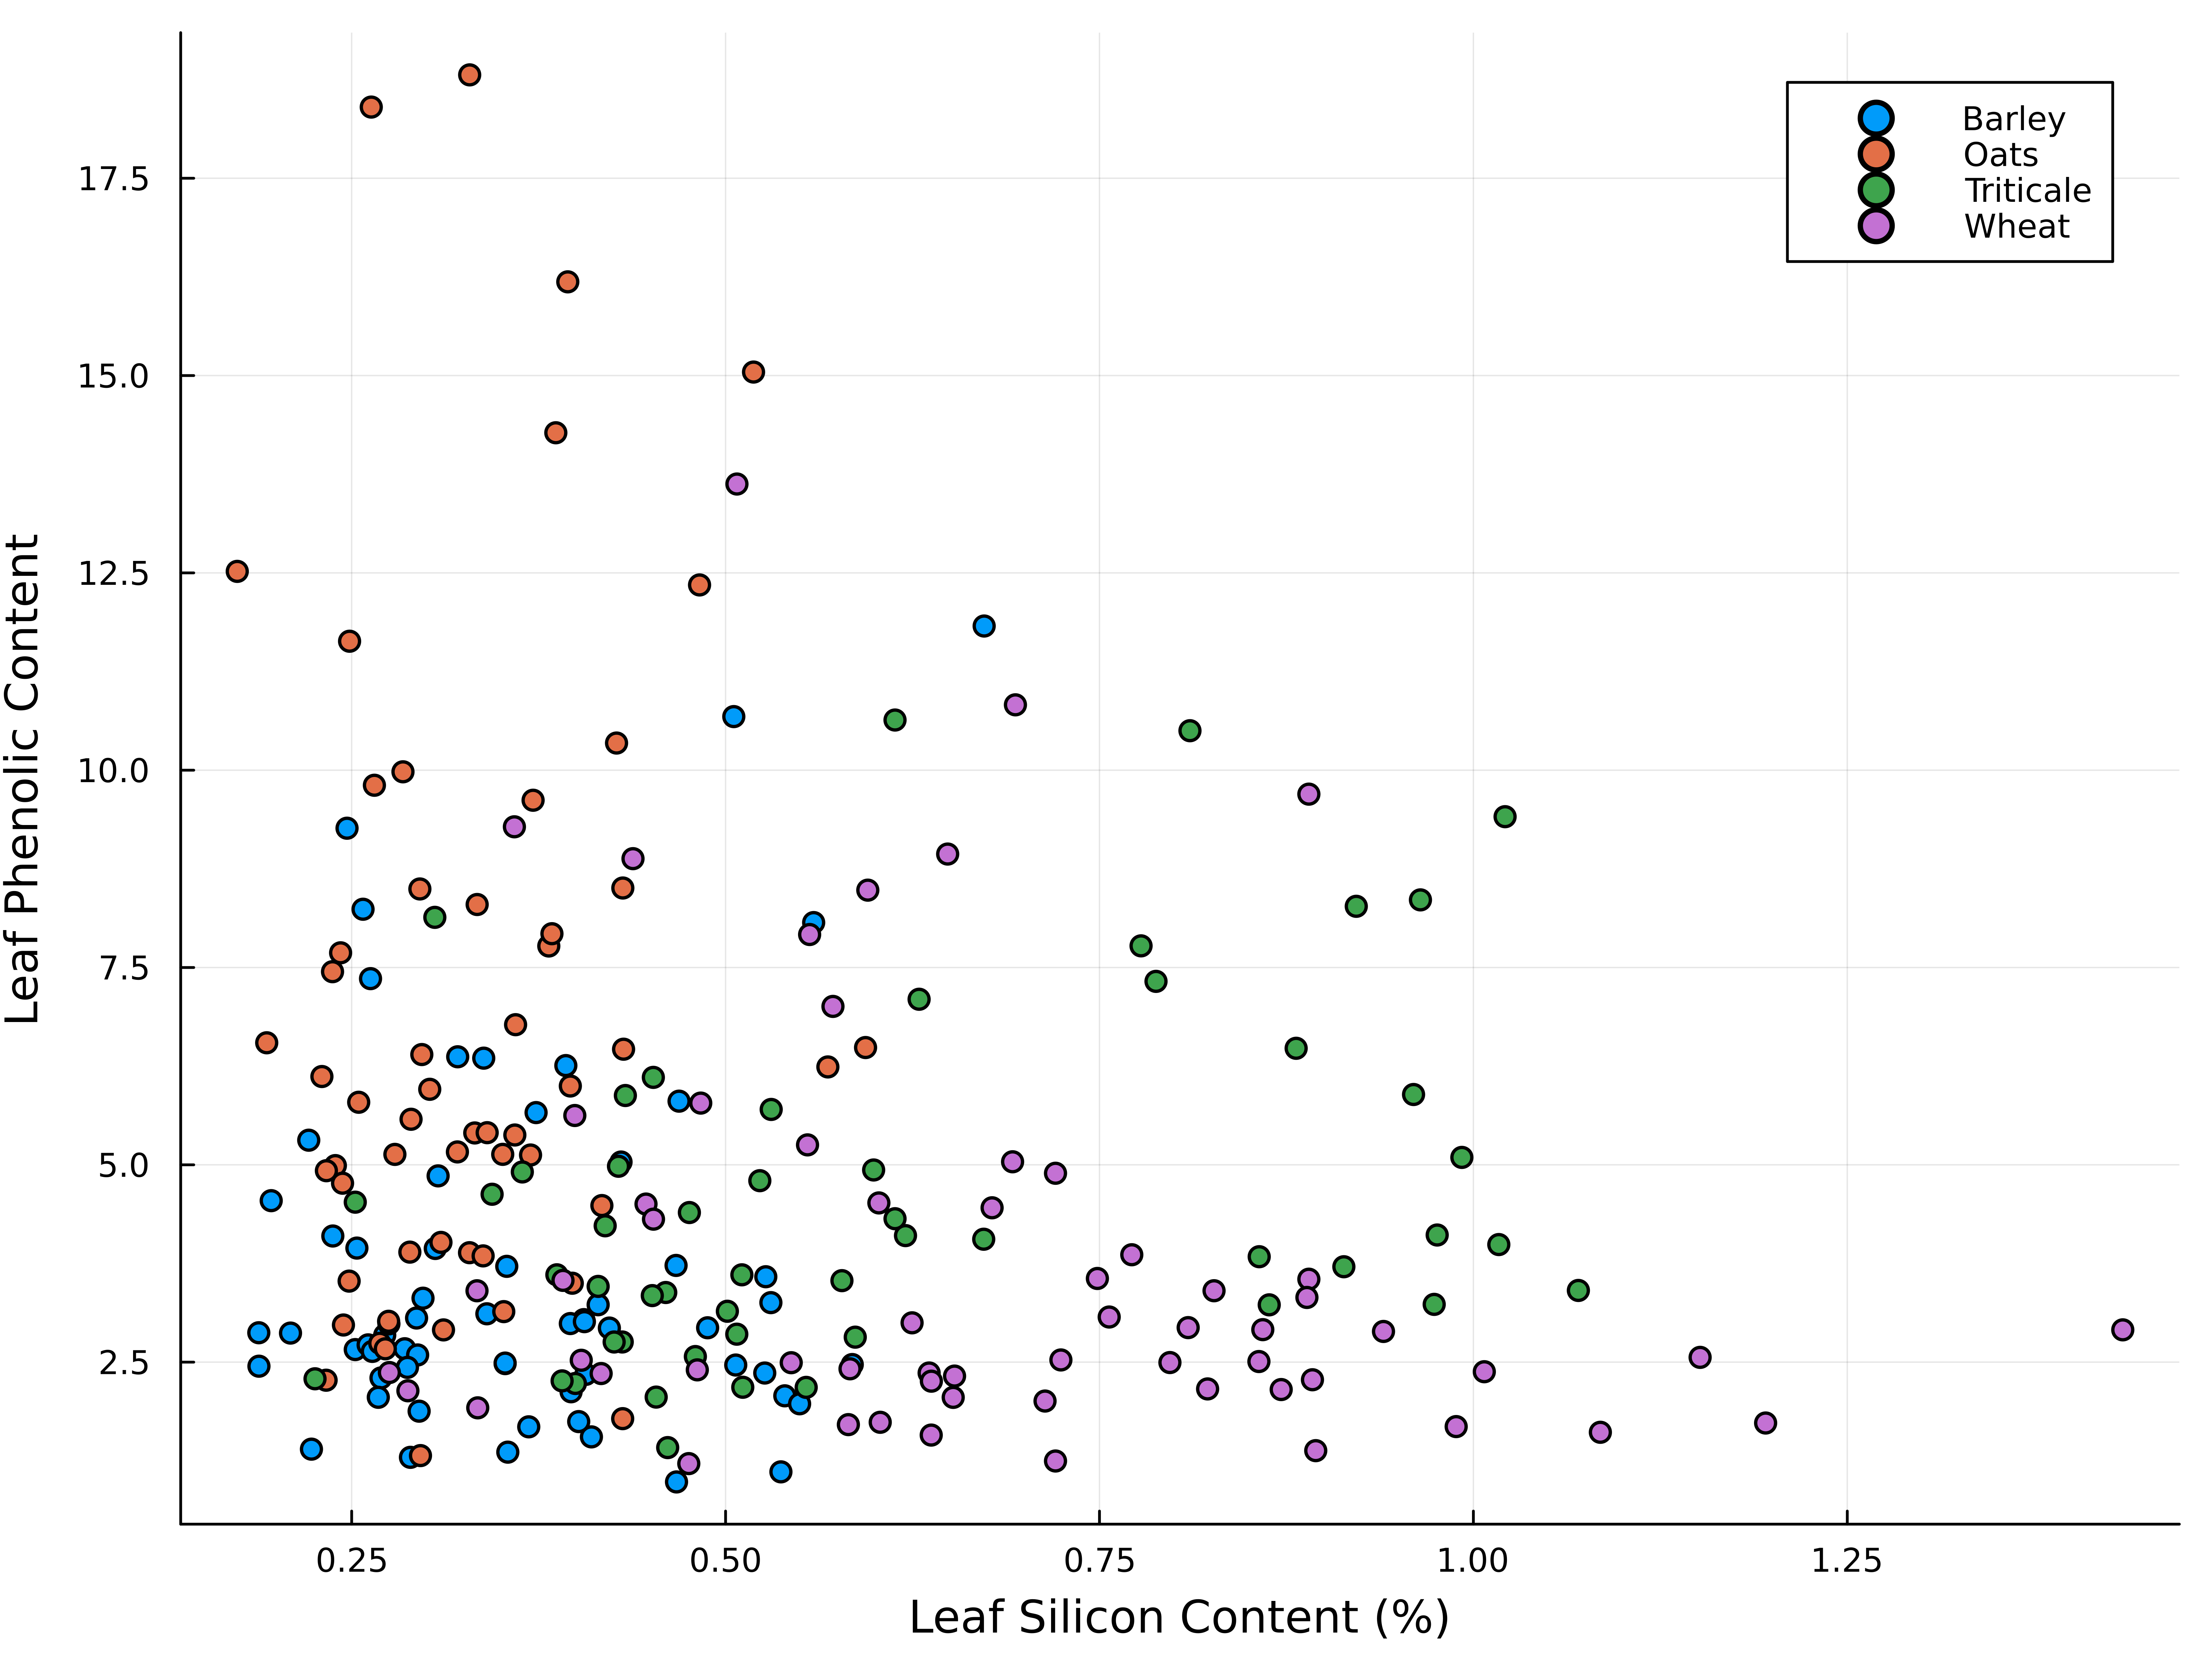 Barley
Oats
Triticale
Wheat
Leaf Phenolic Content
17.5
15.0
12.5
10.0
7.5
5.0
2.5
0.25 0.50 0.75 1.00 1.25
Leaf Silicon Content (%)